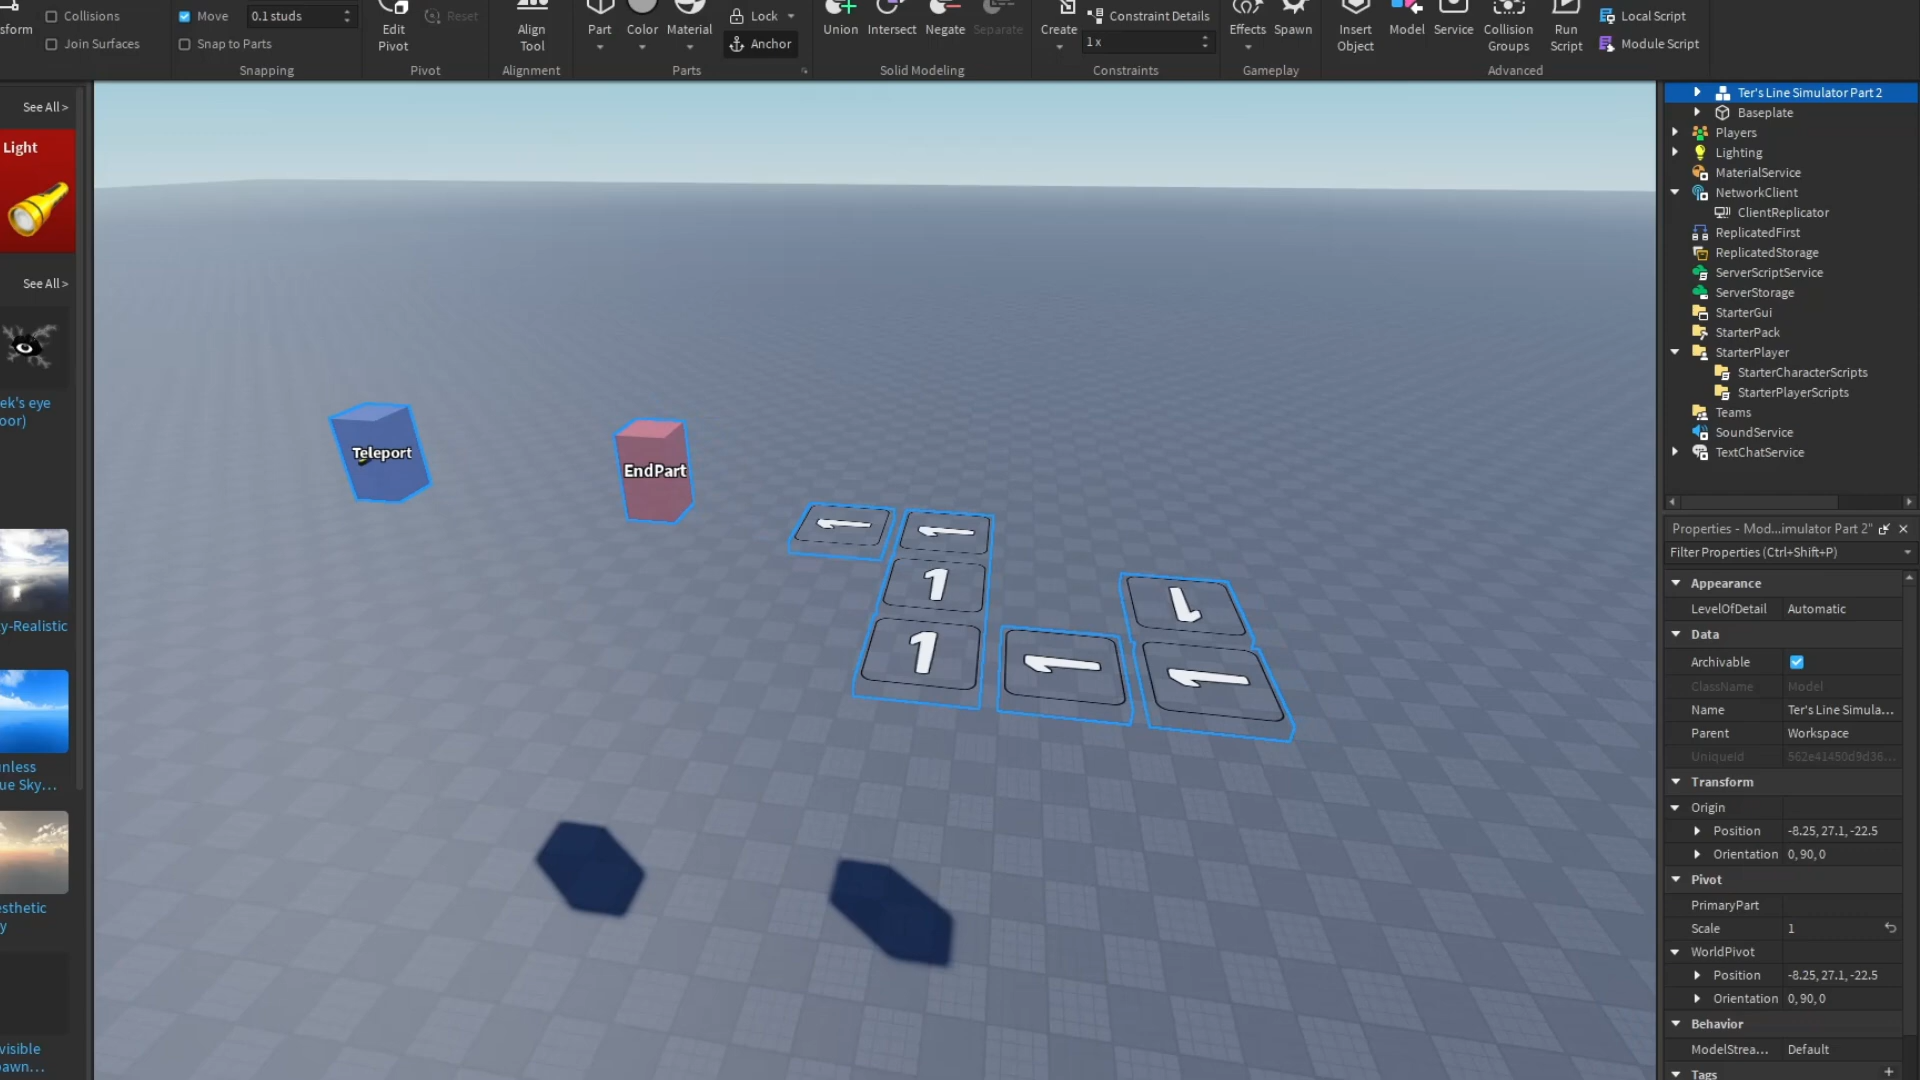 Collisions
Join Surfaces
Move
0.1 studs
Snap to Parts
Snapping
Edit
Pivot
Reset
Pivot
Align
Tool
Alignment
Part
Color
Material
Lock
Anchor
Parts
Union
Intersect
Negate
Separate
Solid Modeling
Create
Constraint Details
1 x
Constraints
Effects
Spawn
Gameplay
Insert
Object
Model
Service
Collision
Groups
Run
Script
Local Script
Module Script
Advanced
sform
See All >
Light
See All >
ek's eye
oor)
y-Realistic
nless
ue Sky...
sthetic
y
visible
pawn...
Teleport
EndPart
1
1
1
1
1
1
1
Ter's Line Simulator Part 2
Baseplate
Players
Lighting
MaterialService
NetworkClient
ClientReplicator
ReplicatedFirst
ReplicatedStorage
ServerScriptService
ServerStorage
StarterGui
StarterPack
StarterPlayer
StarterCharacterScripts
StarterPlayerScripts
Teams
SoundService
TextChatService
Properties - Mod...imulator Part 2"
Filter Properties (Ctrl+Shift+P)
Appearance
LevelOfDetail Automatic
Data
Archivable
ClassName Model
Name Ter's Line Simula...
Parent Workspace
UniqueId 562e41450d9d36...
Transform
Origin
Position -8.25, 27.1, -22.5
Orientation 0, 90, 0
Pivot
PrimaryPart
Scale 1
WorldPivot
Position -8.25, 27.1, -22.5
Orientation 0, 90, 0
Behavior
ModelStrea... Default
Tags